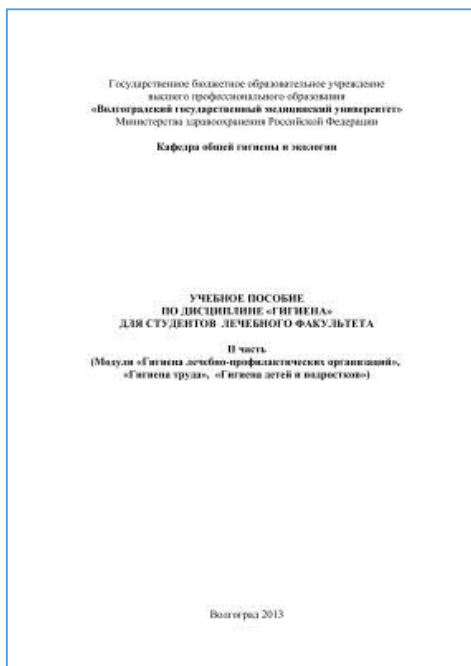 Государственное бюджетное образовательное учреждение
высшего профессионального образования
«Волгоградский государственный медицинский университет»
Министерства здравоохранения Российской Федерации
Кафедра общей гигиены и экологии
УЧЕБНОЕ ПОСОБИЕ
ПО ДИСЦИПЛИНЕ «ГИГИЕНА»
ДЛЯ СТУДЕНТОВ ЛЕЧЕБНОГО ФАКУЛЬТЕТА
II часть
(Модули «Гигиена лечебно-профилактических организаций»,
«Гигиена труда», «Гигиена детей и подростков»)
Волгоград 2013